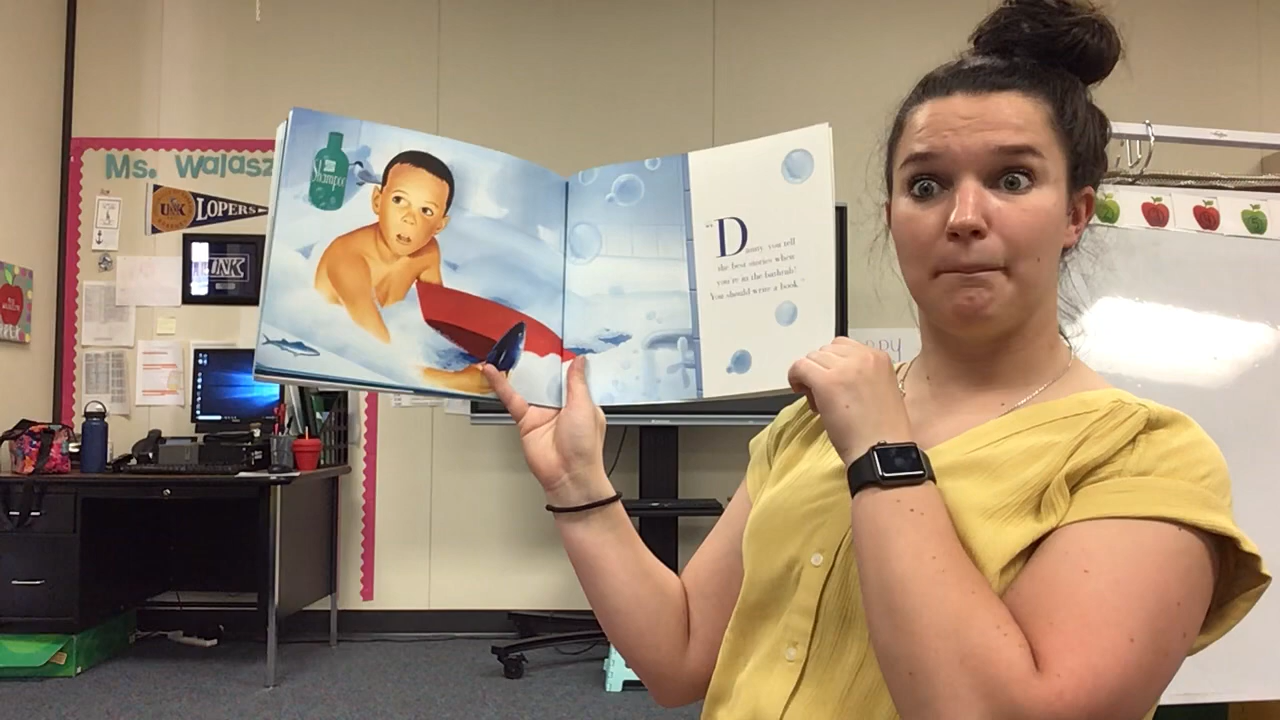 Ms. Walasz
UNK
LOPERS
UNK
Shampoo
"Danny, you tell
the best stories when
you're in the bathtub!
You should write a book."